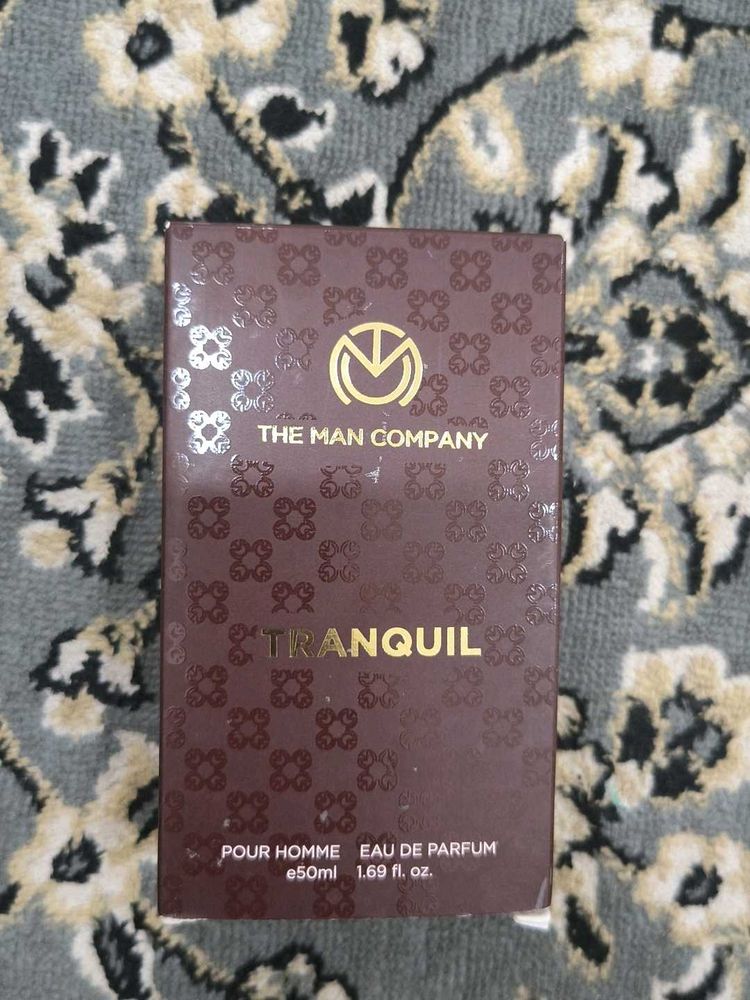 THE MAN COMPANY
TRANQUIL
POUR HOMME EAU DE PARFUM
e50ml 1.69 fl. oz.